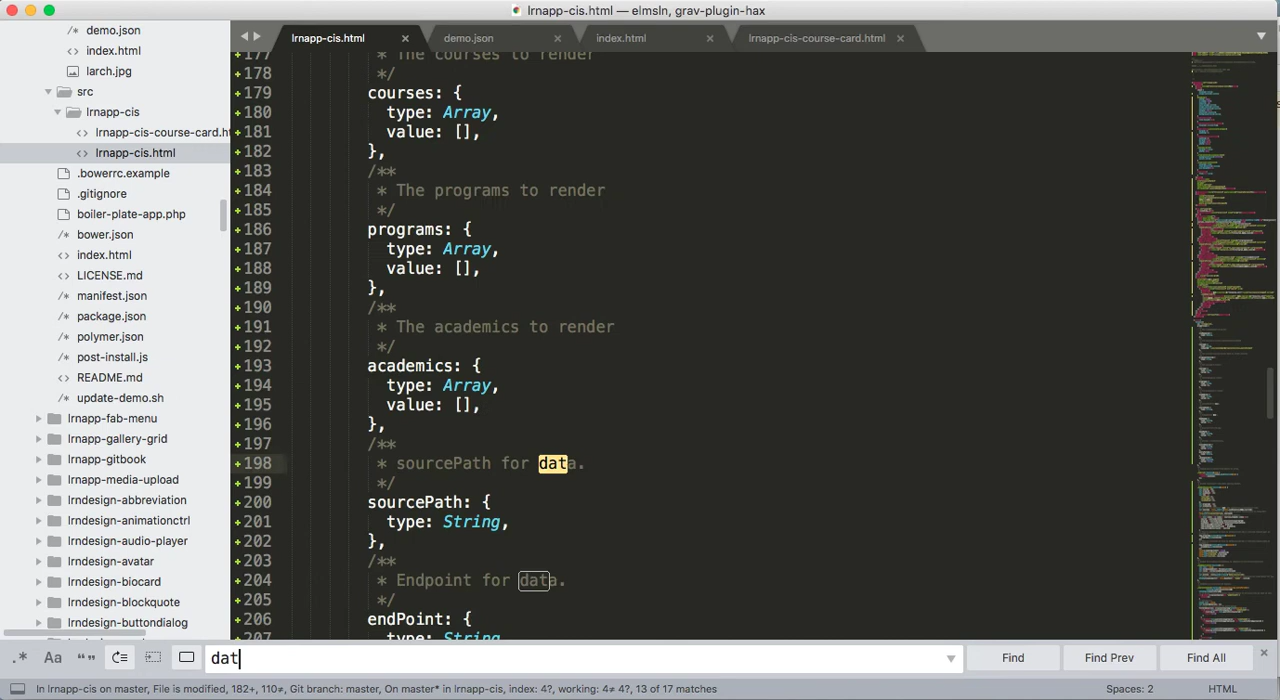 lrnapp-cis.html — elmsln, grav-plugin-hax
demo.json
index.html
larch.jpg
src
lrnapp-cis
lrnapp-cis-course-card.h
lrnapp-cis.html
.bowerrc.example
.gitignore
boiler-plate-app.php
bower.json
index.html
LICENSE.md
manifest.json
package.json
polymer.json
post-install.js
README.md
update-demo.sh
lrnapp-fab-menu
lrnapp-gallery-grid
lrnapp-gitbook
lrnapp-media-upload
lrndesign-abbreviation
lrndesign-animationctrl
lrndesign-audio-player
lrndesign-avatar
lrndesign-biocard
lrndesign-blockquote
lrndesign-buttondialog
lrnapp-cis.html × demo.json × index.html × lrnapp-cis-course-card.html ×
177 * The courses to render
178 */
179 courses: {
180 type: Array,
181 value: [],
182 },
183 /**
184 * The programs to render
185 */
186 programs: {
187 type: Array,
188 value: [],
189 },
190 /**
191 * The academics to render
192 */
193 academics: {
194 type: Array,
195 value: [],
196 },
197 /**
198 * sourcePath for data.
199 */
200 sourcePath: {
201 type: String,
202 },
203 /**
204 * Endpoint for data.
205 */
206 endPoint: {
207 type: String
.* Aa “” dat Find Find Prev Find All ×
In lrnapp-cis on master, File is modified, 182+, 110≠, Git branch: master, On master* in lrnapp-cis, index: 4?, working: 4≠ 4?, 13 of 17 matches Spaces: 2 HTML